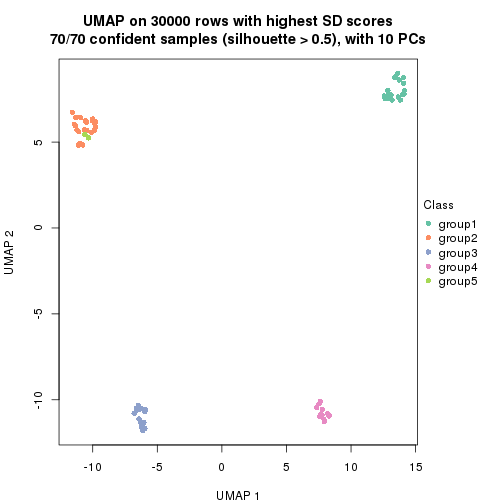 UMAP on 30000 rows with highest SD scores
70/70 confident samples (silhouette > 0.5), with 10 PCs
UMAP 2
5
0
-5
-10
-10
-5
0
5
10
15
UMAP 1
Class
group1
group2
group3
group4
group5